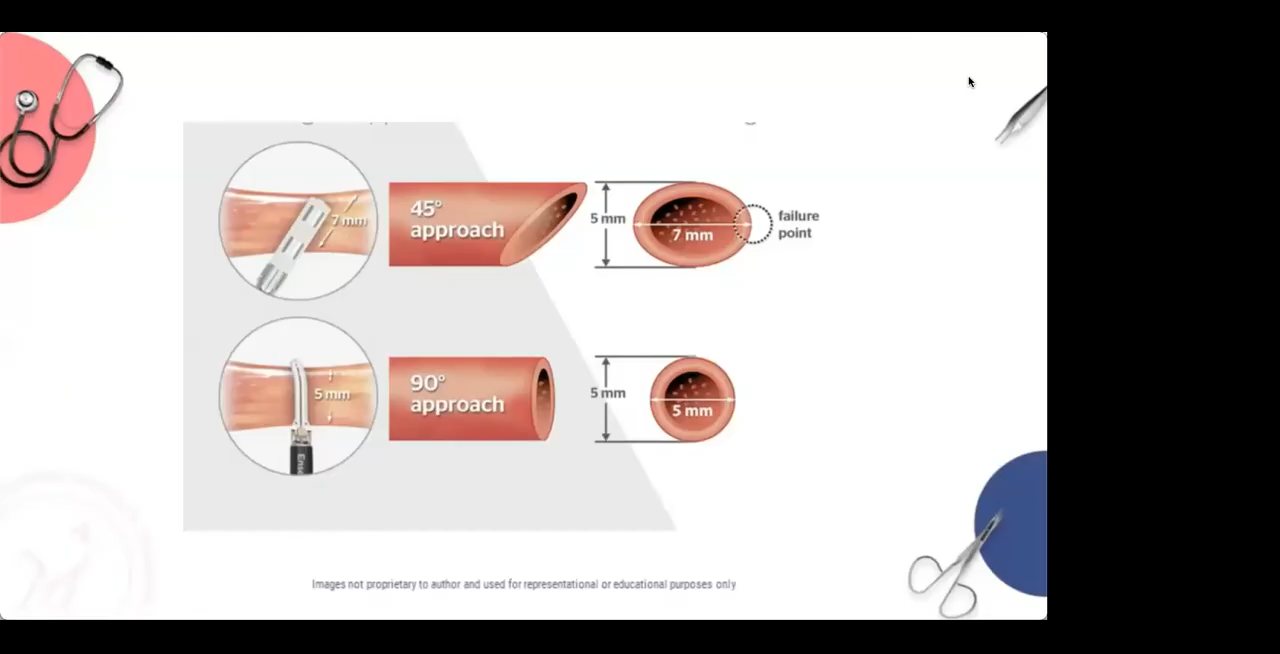 7 mm
45°
approach
5 mm
7 mm
failure
point
5 mm
90°
approach
5 mm
5 mm
Images not proprietary to author and used for representational or educational purposes only